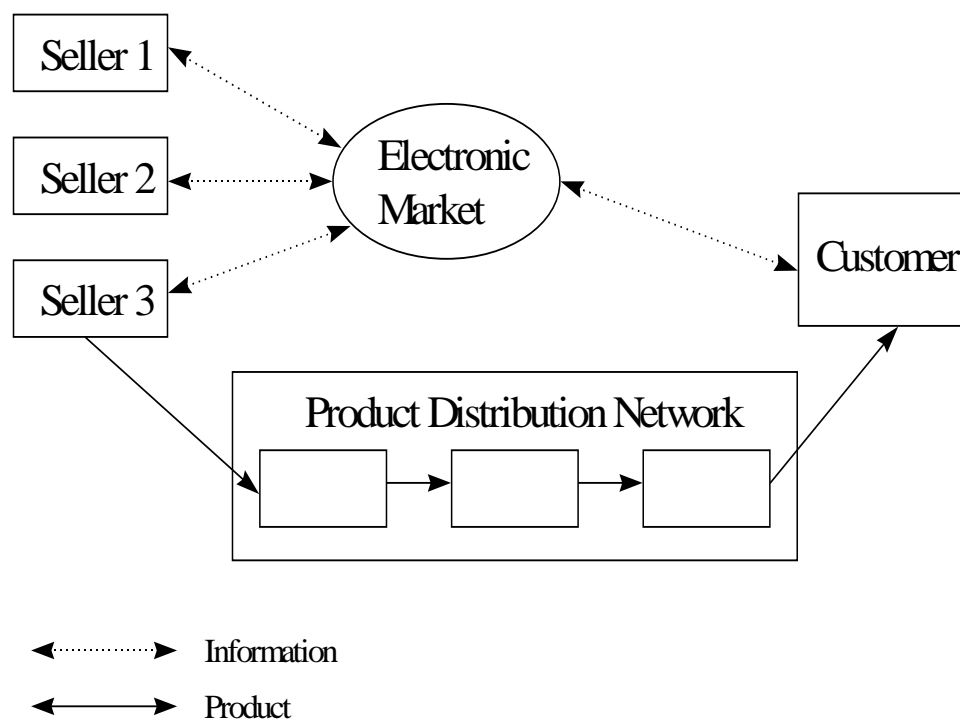 Seller 1
Electronic
Market
Seller 2
Customer
Seller 3
Product Distribution Network
Information
Product